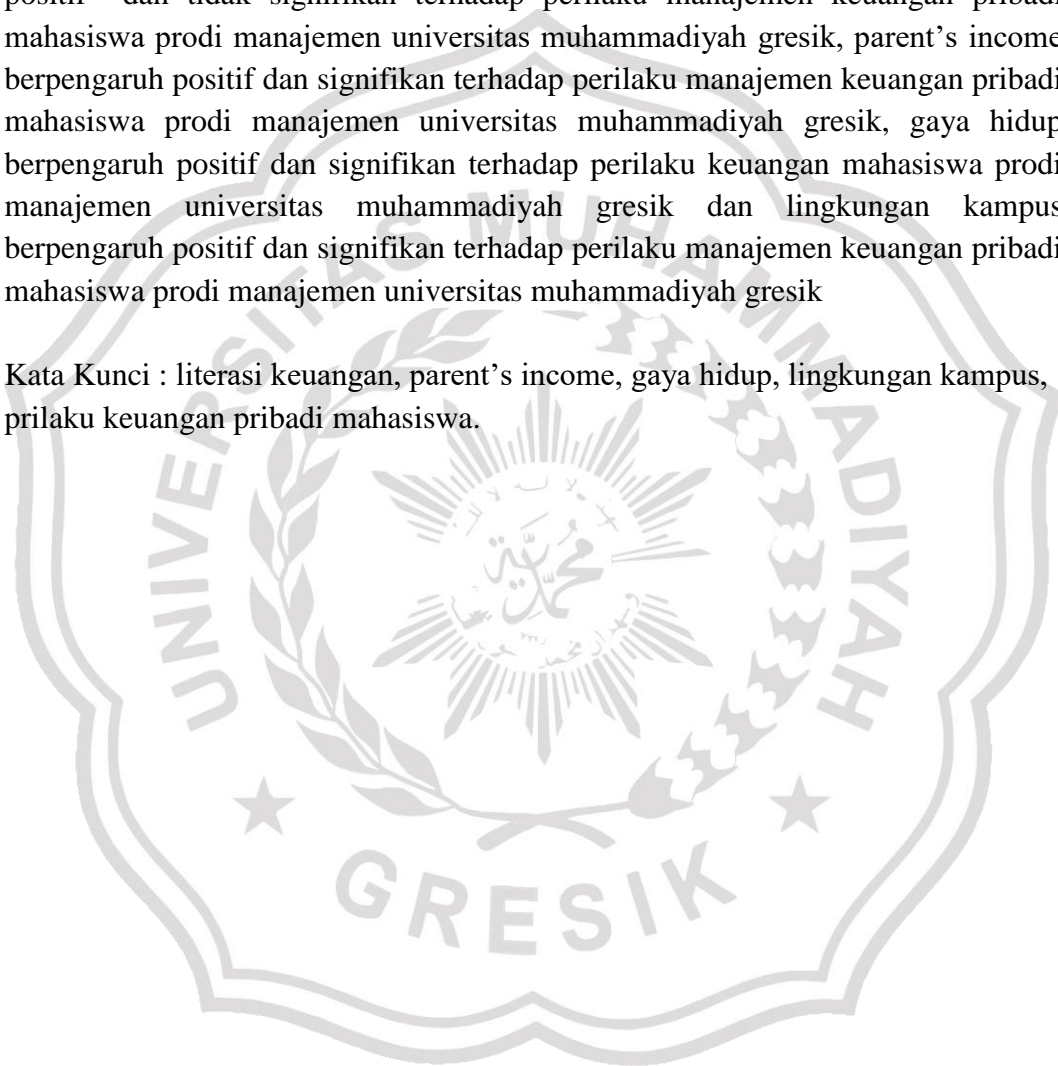 positif dan tidak signifikan terhadap perilaku manajemen keuangan pribadi
mahasiswa prodi manajemen universitas muhammadiyah gresik, parent’s income
berpengaruh positif dan signifikan terhadap perilaku manajemen keuangan pribadi
mahasiswa prodi manajemen universitas muhammadiyah gresik, gaya hidup
berpengaruh positif dan signifikan terhadap perilaku keuangan mahasiswa prodi
manajemen universitas muhammadiyah gresik dan lingkungan kampus
berpengaruh positif dan signifikan terhadap perilaku manajemen keuangan pribadi
mahasiswa prodi manajemen universitas muhammadiyah gresik
Kata Kunci : literasi keuangan, parent’s income, gaya hidup, lingkungan kampus,
prilaku keuangan pribadi mahasiswa.
UNIVERSITAS MUHAMMADIYAH
GRESIK